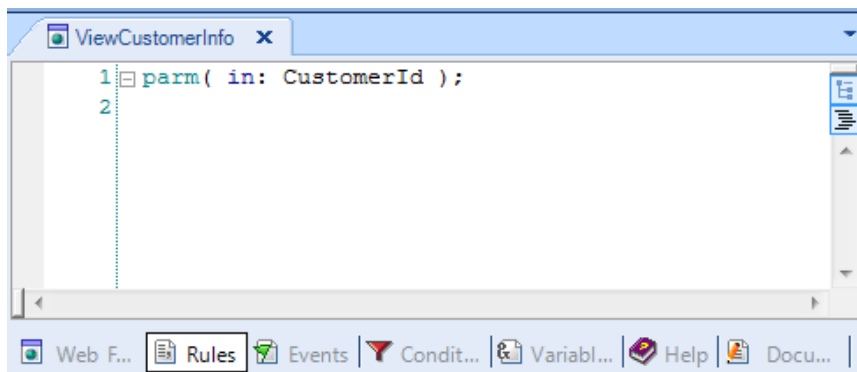 ViewCustomerInfo
1 parm( in: CustomerId );
2
Web F... Rules Events Condit... Variabl... Help Docu...